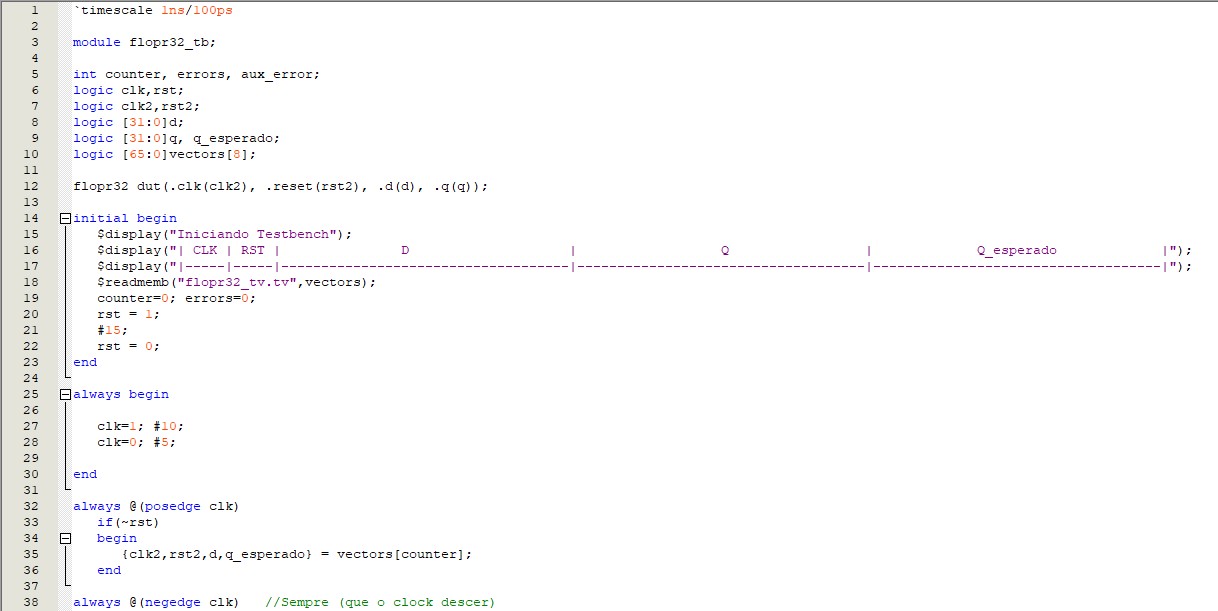 1 `timescale 1ns/100ps
2
3 module flopr32_tb;
4
5 int counter, errors, aux_error;
6 logic clk,rst;
7 logic clk2,rst2;
8 logic [31:0]d;
9 logic [31:0]q, q_esperado;
10 logic [65:0]vectors[8];
11
12 flopr32 dut(.clk(clk2), .reset(rst2), .d(d), .q(q));
13
14 initial begin
15 $display("Iniciando Testbench");
16 $display("| CLK | RST |                D                    |                  Q                 |             Q_esperado             |");
17 $display("|-----|-----|------------------------------------|------------------------------------|------------------------------------|");
18 $readmemb("flopr32_tv.tv",vectors);
19 counter=0; errors=0;
20 rst = 1;
21 #15;
22 rst = 0;
23 end
24
25 always begin
26
27 clk=1; #10;
28 clk=0; #5;
29
30 end
31
32 always @(posedge clk)
33 if(~rst)
34 begin
35 {clk2,rst2,d,q_esperado} = vectors[counter];
36 end
37
38 always @(negedge clk) //Sempre (que o clock descer)